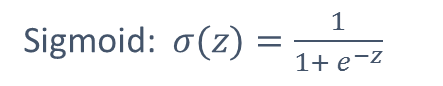 Sigmoid: σ(z) = 1 / (1+ e^−z)